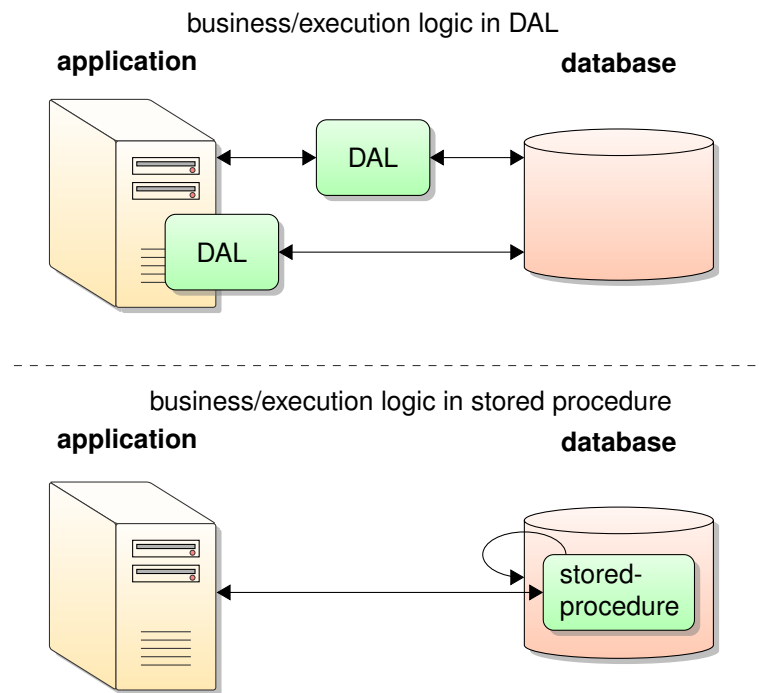 business/execution logic in DAL
application
database
DAL
DAL
business/execution logic in stored procedure
application
database
stored-
procedure